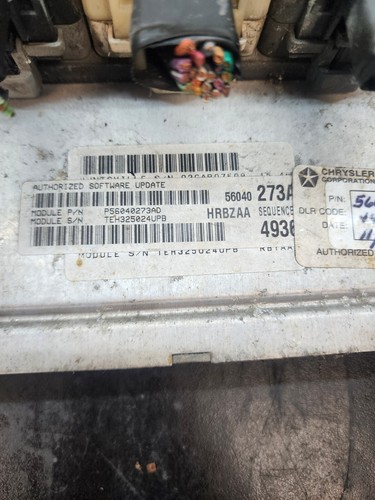 AUTHORIZED SOFTWARE UPDATE
56040 273A
MODULE P/N P56040273AD
MODULE S/N TEH325024UPB
HRBZAA SEQUENCE
4936
MODULE S/N TEH325024UPB
CHRYSLER
CORPORATION
P/N: 56
DLR CODE:
DATE:
AUTHORIZED